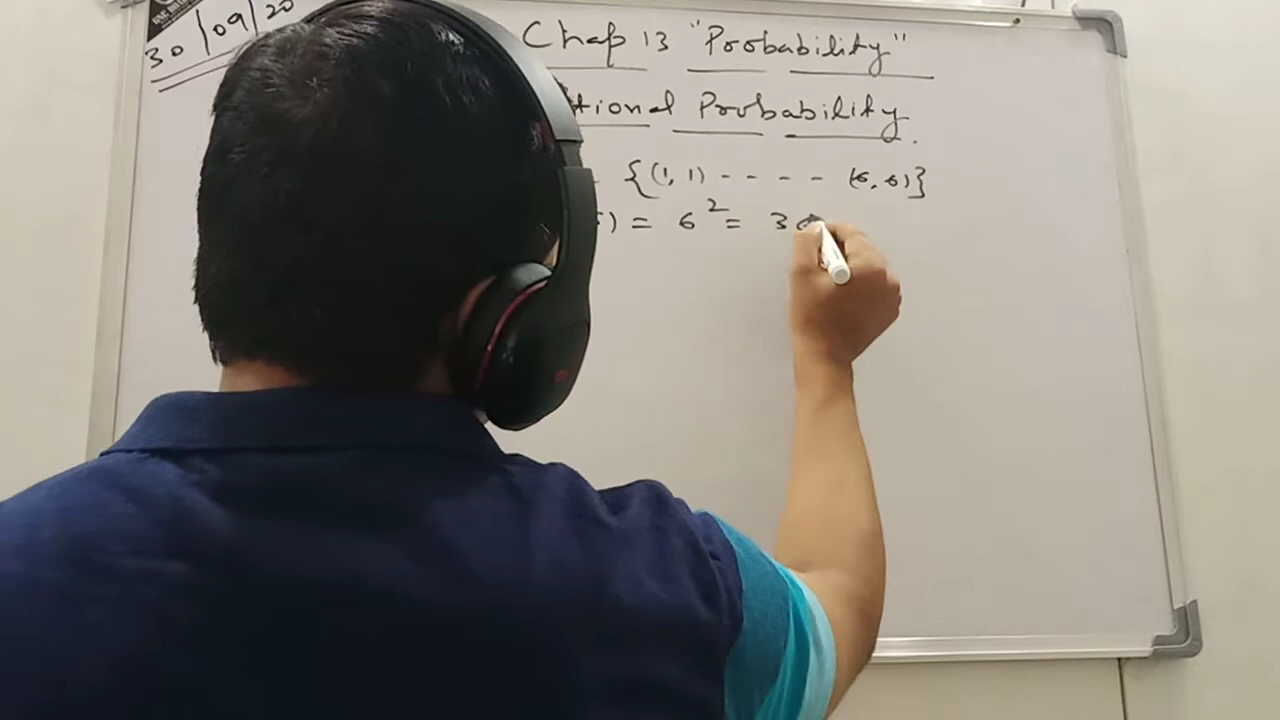 30/09/20
Chap 13 "Probability"
tional Probability.
{(1,1) - - - - (6,6)}
) = 6² = 36